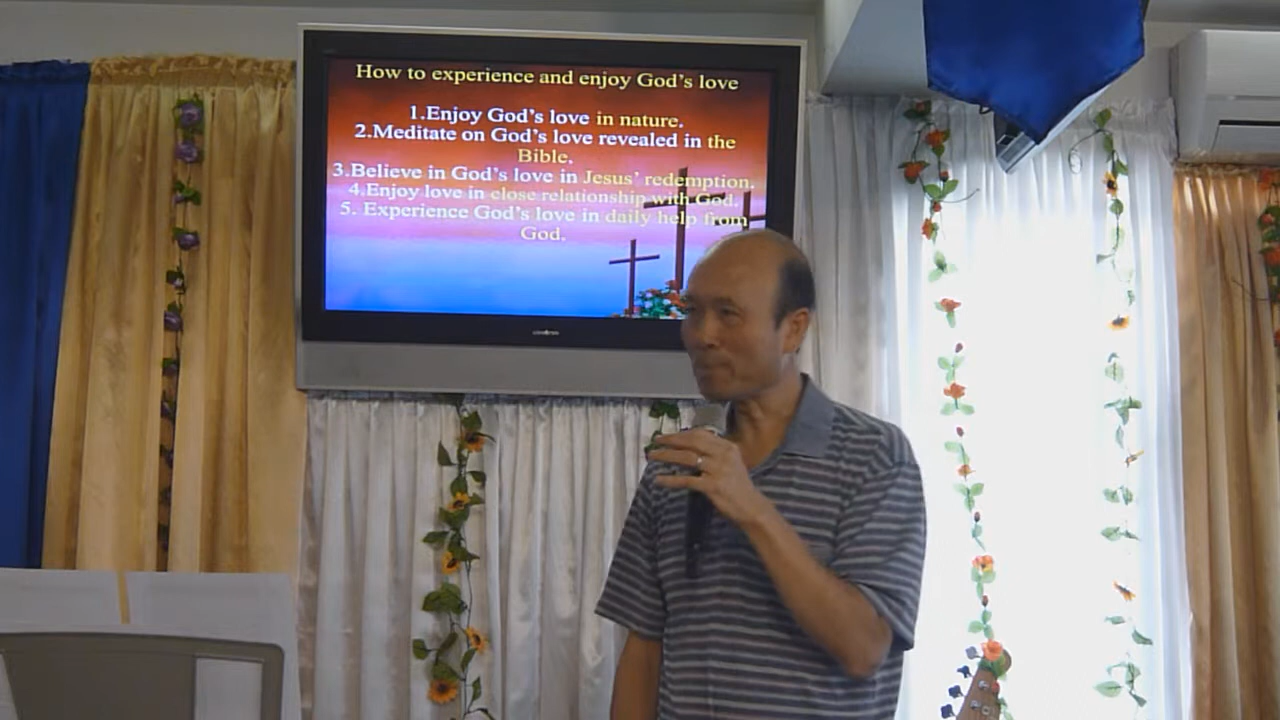 How to experience and enjoy God's love
1.Enjoy God's love in nature.
2.Meditate on God's love revealed in the
Bible.
3.Believe in God's love in Jesus' redemption.
4.Enjoy love in close relationship with God.
5. Experience God's love in daily help from
God.